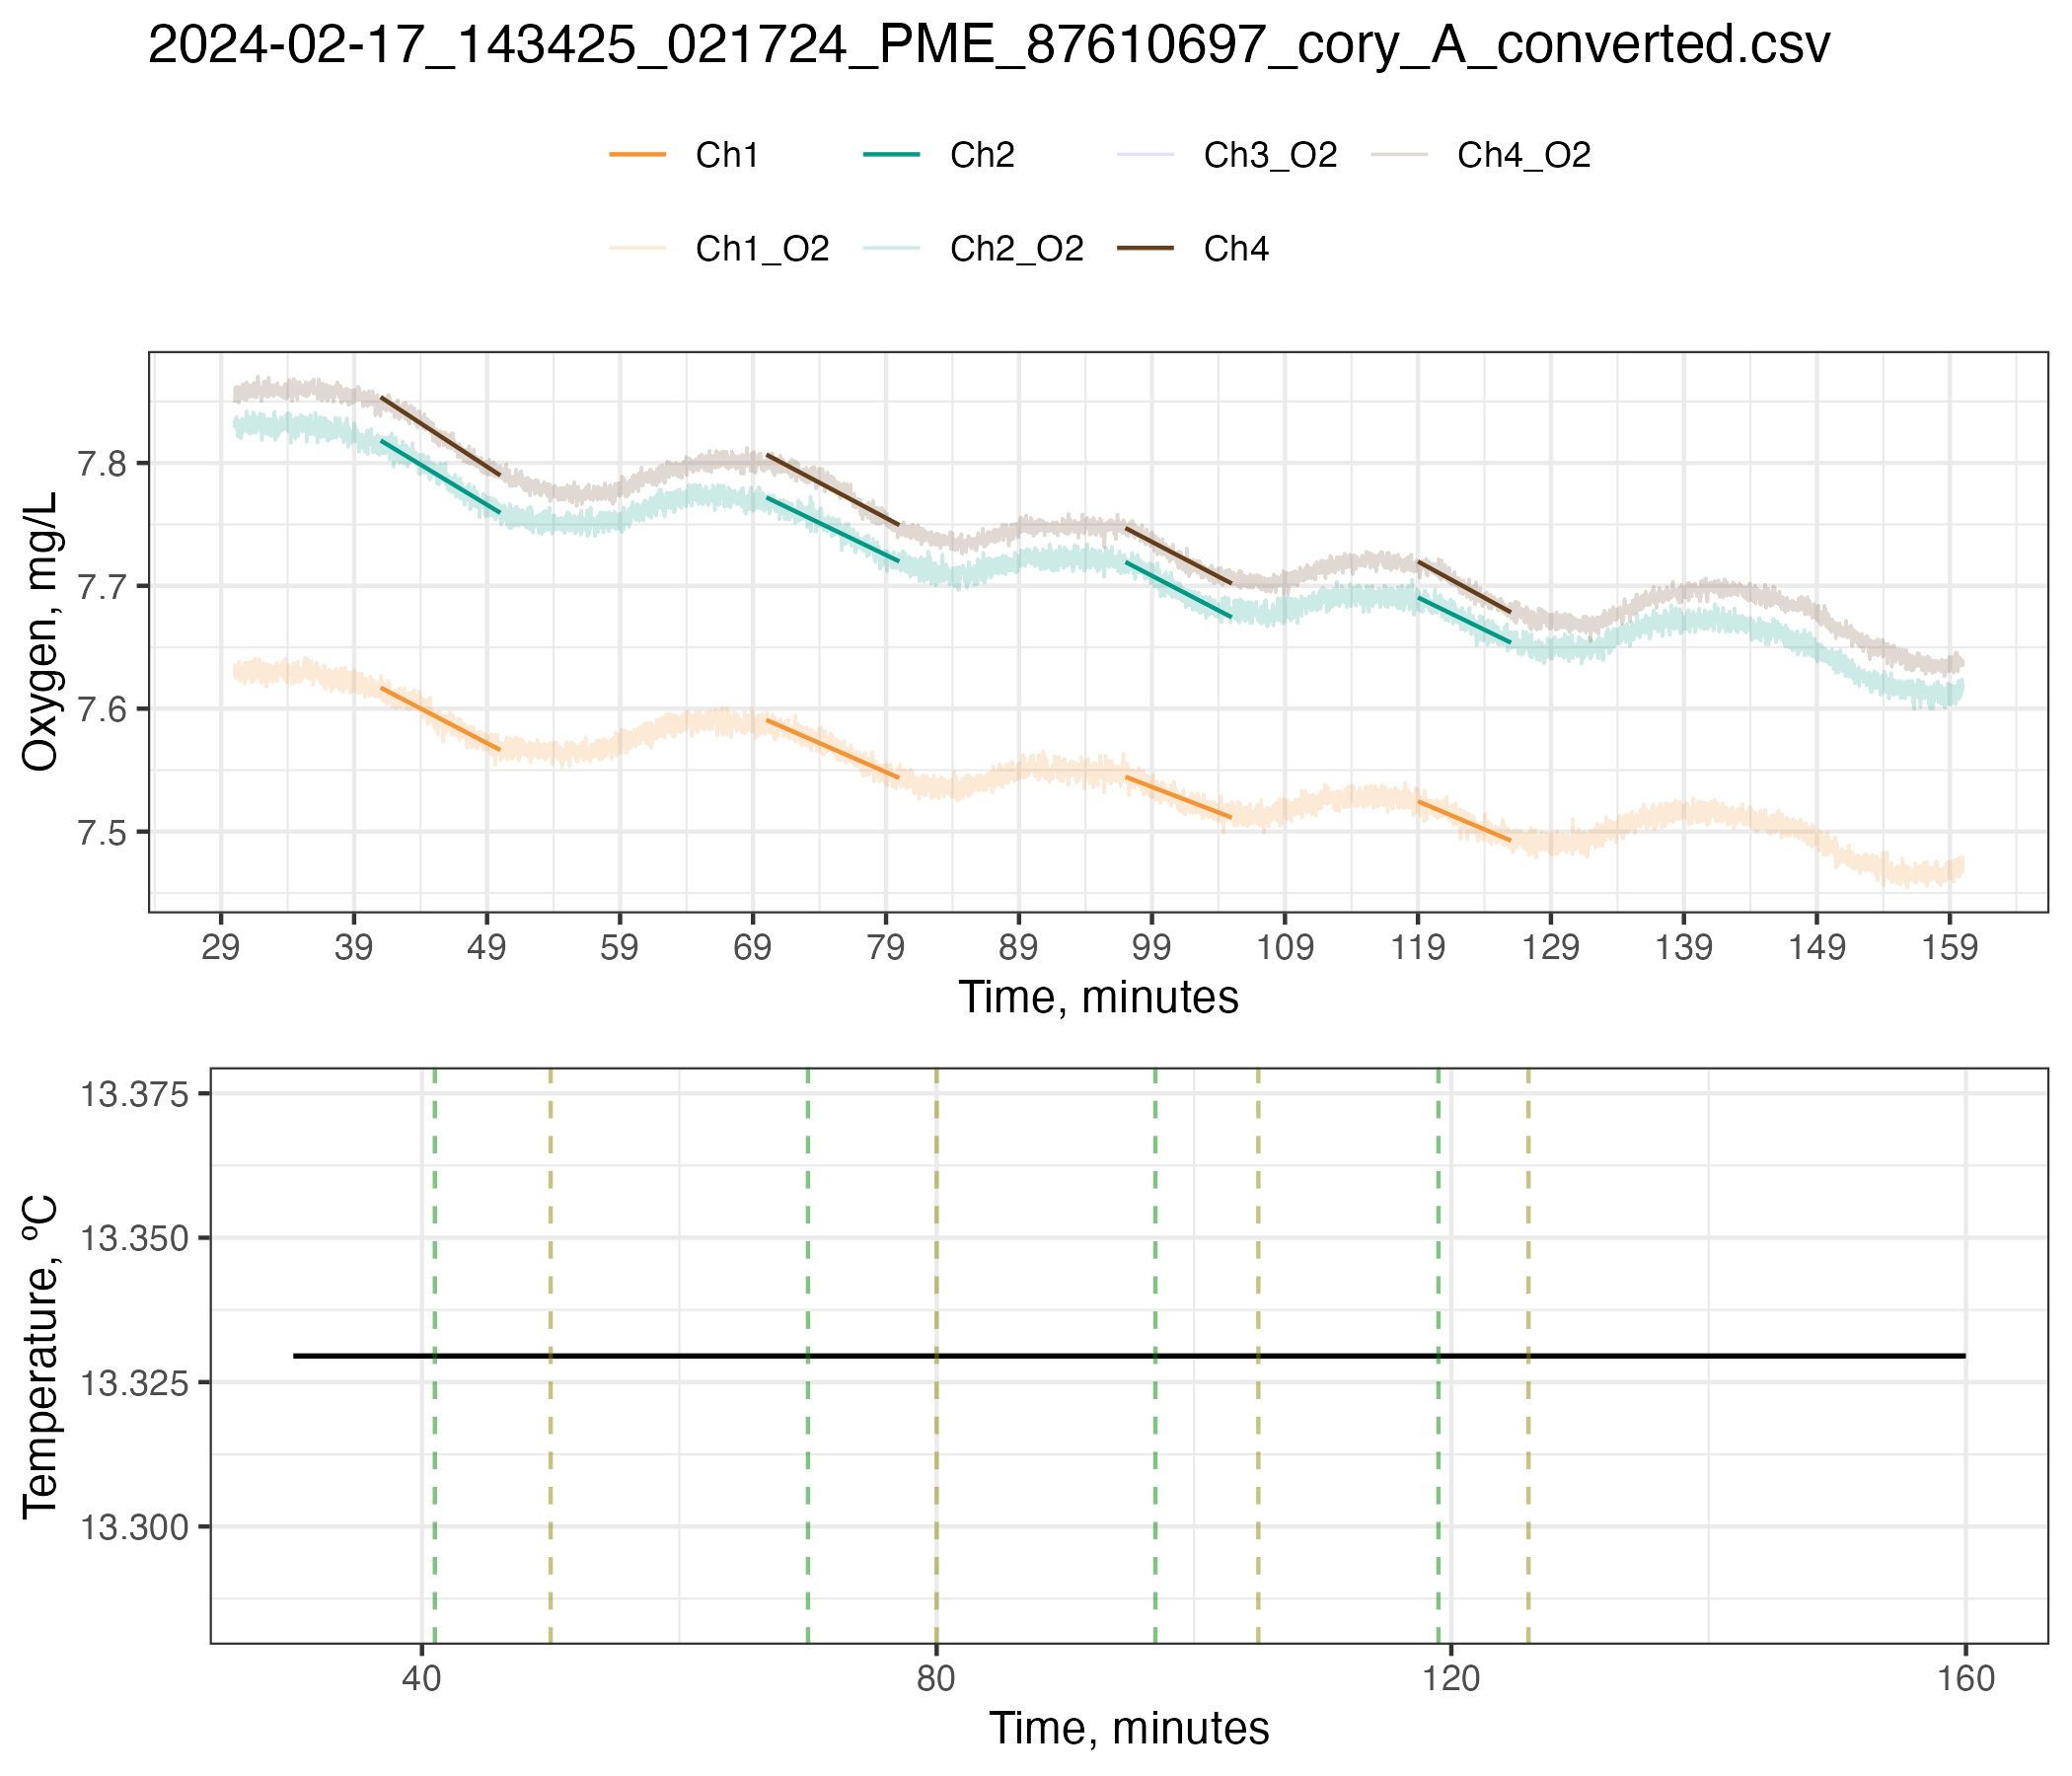 2024-02-17_143425_021724_PME_87610697_cory_A_converted.csv
Ch1 Ch2 Ch3_O2 Ch4_O2
Ch1_O2 Ch2_O2 Ch4
Oxygen, mg/L
7.8
7.7
7.6
7.5
29 39 49 59 69 79 89 99 109 119 129 139 149 159
Time, minutes
Temperature, ºC
13.375
13.350
13.325
13.300
40 80 120 160
Time, minutes